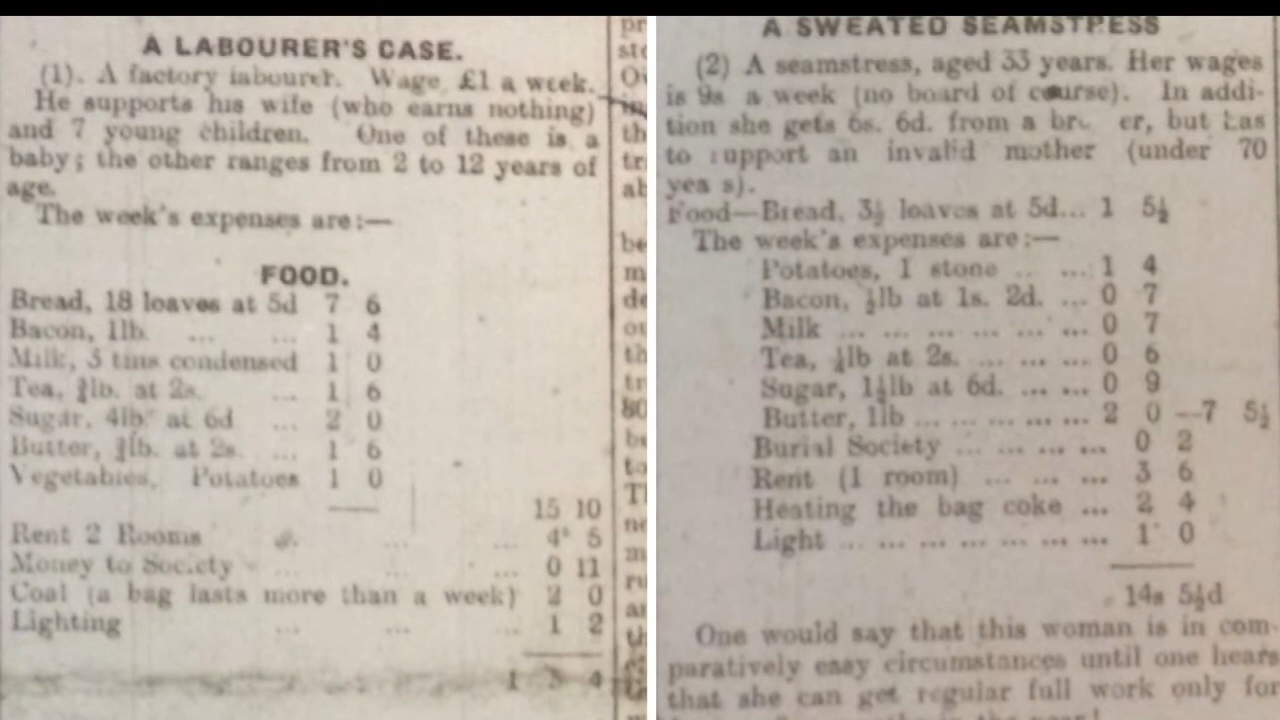 A LABOURER'S CASE.
(1). A factory labourer. Wage £1 a week.
He supports his wife (who earns nothing)
and 7 young children. One of these is a
baby; the other ranges from 2 to 12 years of
age.
The week's expenses are:—
FOOD.
Bread, 18 loaves at 5d 7 6
Bacon, 1lb. ... ... 1 4
Milk, 3 tins condensed 1 0
Tea, ¾lb. at 2s. ... 1 6
Sugar, 4lb at 6d ... 2 0
Butter, ¾lb. at 2s. ... 1 6
Vegetables, Potatoes 1 0
15 10
Rent 2 Rooms ... ... 4 5
Money to Society ... ... ... 0 11
Coal (a bag lasts more than a week) 2 0
Lighting ... ... ... 1 2
1 3 4
A SWEATED SEAMSTRESS
(2) A seamstress, aged 33 years. Her wages
is 9s a week (no board of course). In addi-
tion she gets 6s. 6d. from a br er, but has
to support an invalid mother (under 70
yea s).
Food—Bread, 3½ loaves at 5d... 1 5½
The week's expenses are:—
Potatoes, 1 stone .. ...1 4
Bacon, ½lb at 1s. 2d. ... 0 7
Milk ... ... ... ... ... ... 0 7
Tea, ¼lb at 2s. ... ... ... 0 6
Sugar, 1½lb at 6d. ... ... 0 9
Butter, 1lb ... ... ... ... ... 2 0 —7 5½
Burial Society ... ... ... ... 0 2
Rent (1 room) ... ... ... 3 6
Heating the bag coke ... 2 4
Light ... ... ... ... ... ... ... 1 0
14s 5½d
One would say that this woman is in com-
paratively easy circumstances until one hears
that she can get regular full work only for